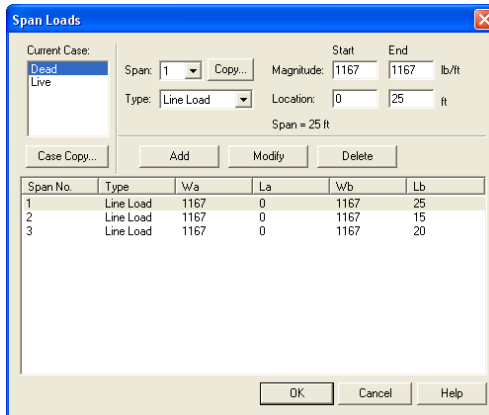 Span Loads
Current Case:
Dead
Live
Case Copy...
Span: 1 Copy...
Type: Line Load
Start End
Magnitude: 1167 1167 lb/ft
Location: 0 25 ft
Span = 25 ft
Add Modify Delete
Span No. Type Wa La Wb Lb
1 Line Load 1167 0 1167 25
2 Line Load 1167 0 1167 15
3 Line Load 1167 0 1167 20
OK Cancel Help